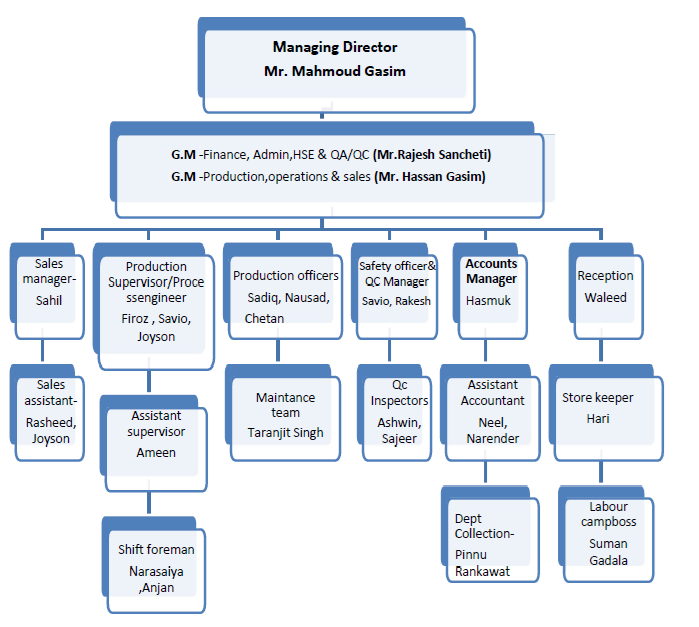 Managing Director
Mr. Mahmoud Gasim
G.M -Finance, Admin,HSE & QA/QC (Mr.Rajesh Sancheti)
G.M -Production,operations & sales (Mr. Hassan Gasim)
Sales
manager-
Sahil
Production
Supervisor/Proce
ssengineer
Firoz , Savio,
Joyson
Production officers
Sadiq, Nausad,
Chetan
Safety officer&
QC Manager
Savio, Rakesh
Accounts
Manager
Hasmuk
Reception
Waleed
Sales
assistant-
Rasheed,
Joyson
Assistant
supervisor
Ameen
Maintance
team
Taranjit Singh
Qc
Inspectors
Ashwin,
Sajeer
Assistant
Accountant
Neel,
Narender
Store keeper
Hari
Shift foreman
Narasaiya
,Anjan
Dept
Collection-
Pinnu
Rankawat
Labour
campboss
Suman
Gadala